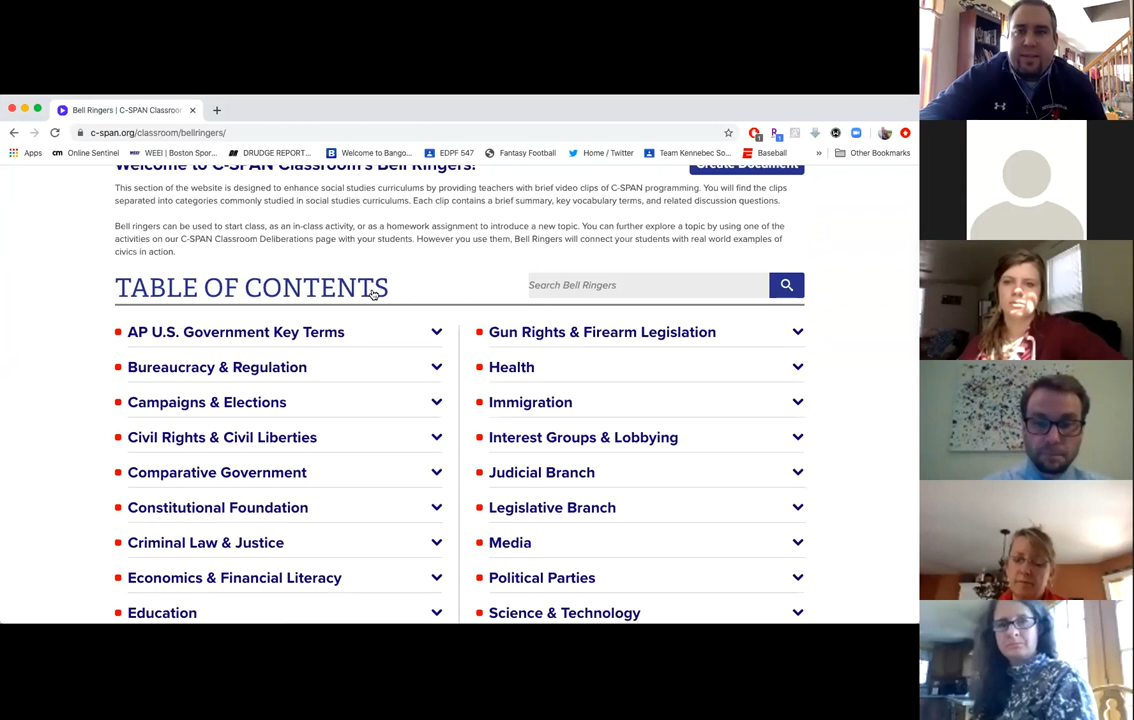 Bell Ringers | C-SPAN Classroo
c-span.org/classroom/bellringers/
Apps Online Sentinel WEEI | Boston Spor... DRUDGE REPORT... Welcome to Bango... EDPF 547 Fantasy Football Home / Twitter Team Kennebec So... Baseball » Other Bookmarks
Welcome to C-SPAN Classroom's Bell Ringers! Create Document
This section of the website is designed to enhance social studies curriculums by providing teachers with brief video clips of C-SPAN programming. You will find the clips
separated into categories commonly studied in social studies curriculums. Each clip contains a brief summary, key vocabulary terms, and related discussion questions.
Bell ringers can be used to start class, as an in-class activity, or as a homework assignment to introduce a new topic. You can further explore a topic by using one of the
activities on our C-SPAN Classroom Deliberations page with your students. However you use them, Bell Ringers will connect your students with real world examples of
civics in action.
TABLE OF CONTENTS
Search Bell Ringers
AP U.S. Government Key Terms
Bureaucracy & Regulation
Campaigns & Elections
Civil Rights & Civil Liberties
Comparative Government
Constitutional Foundation
Criminal Law & Justice
Economics & Financial Literacy
Education
Gun Rights & Firearm Legislation
Health
Immigration
Interest Groups & Lobbying
Judicial Branch
Legislative Branch
Media
Political Parties
Science & Technology